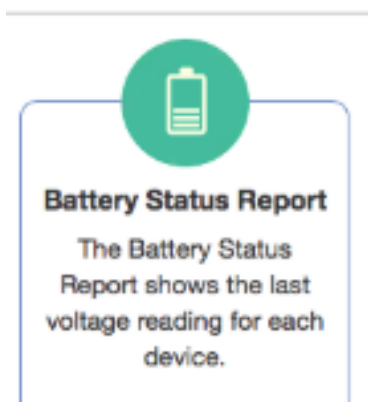 Battery Status Report
The Battery Status
Report shows the last
voltage reading for each
device.